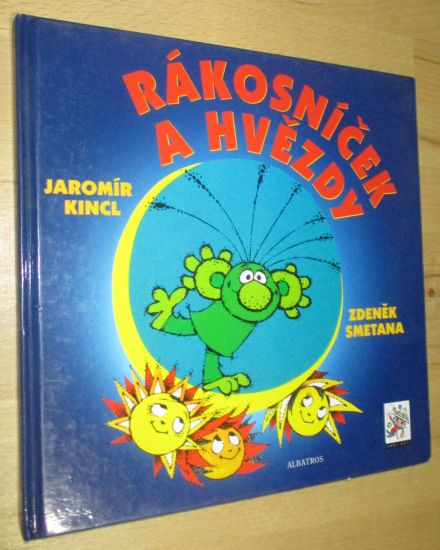 RÁKOSNÍČEK
A HVĚZDY
JAROMÍR
KINCL
ZDENĚK
SMETANA
ALBATROS